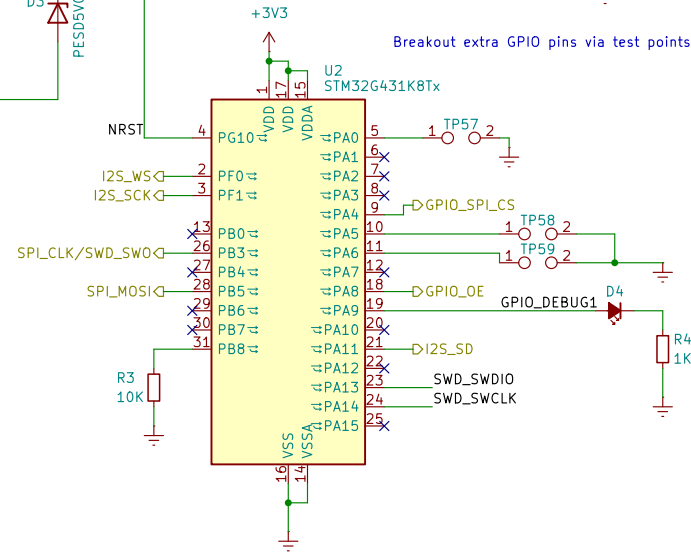 D3
PESD5V0
+3V3
Breakout extra GPIO pins via test points
U2
STM32G431K8Tx
1
17
15
VDD
VDD
VDDA
NRST
4
PG10
PA0
5
1
TP57
2
PA1
6
I2S_WS
2
PF0
PA2
7
I2S_SCK
3
PF1
PA3
8
PA4
9
GPIO_SPI_CS
13
PB0
PA5
10
1
TP58
2
SPI_CLK/SWD_SWO
26
PB3
PA6
11
1
TP59
2
27
PB4
PA7
12
SPI_MOSI
28
PB5
PA8
18
GPIO_OE
29
PB6
PA9
19
GPIO_DEBUG1
D4
30
PB7
PA10
20
31
PB8
PA11
21
I2S_SD
R4
1K
PA12
22
R3
10K
PA13
23
SWD_SWDIO
PA14
24
SWD_SWCLK
PA15
25
VSS
VSSA
16
14